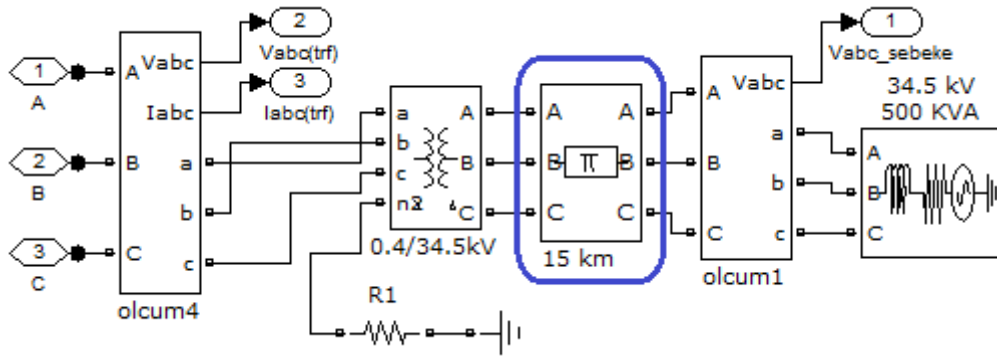 2
Vabc(trf)
3
Iabc(trf)
1
A
2
B
3
C
A
B
C
Vabc
Iabc
a
b
c
olcum4
a
b
c
n2
A
B
C
0.4/34.5kV
R1
A
B
C
π
A
B
C
15 km
A
B
C
Vabc
a
b
c
olcum1
1
Vabc_sebeke
34.5 kV
500 KVA
A
B
C